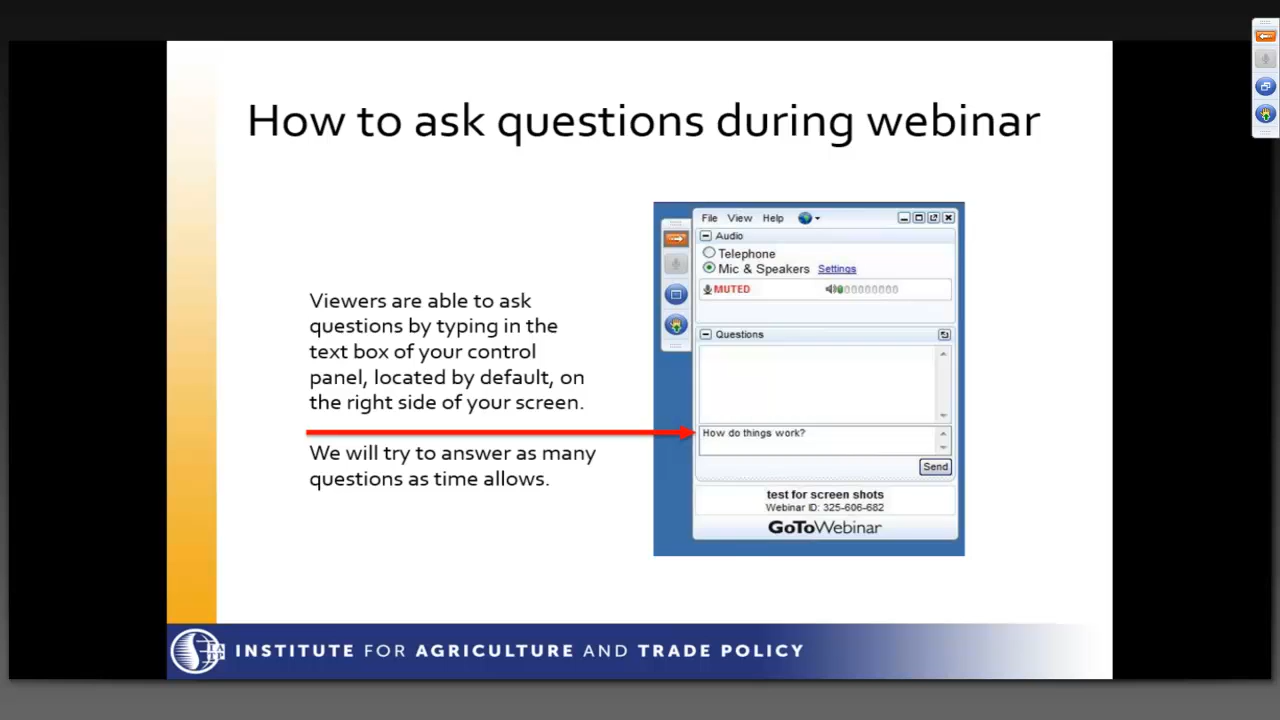 How to ask questions during webinar
Viewers are able to ask
questions by typing in the
text box of your control
panel, located by default, on
the right side of your screen.
We will try to answer as many
questions as time allows.
File View Help
Audio
Telephone
Mic & Speakers Settings
MUTED
Questions
How do things work?
Send
test for screen shots
Webinar ID: 325-606-682
GoToWebinar
IATP
INSTITUTE FOR AGRICULTURE AND TRADE POLICY